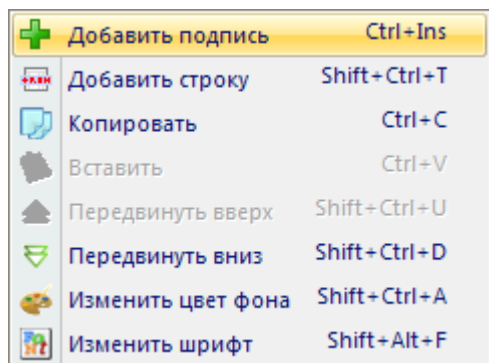 Добавить подпись Ctrl+Ins
Добавить строку Shift+Ctrl+T
Копировать Ctrl+C
Вставить Ctrl+V
Передвинуть вверх Shift+Ctrl+U
Передвинуть вниз Shift+Ctrl+D
Изменить цвет фона Shift+Ctrl+A
Изменить шрифт Shift+Alt+F